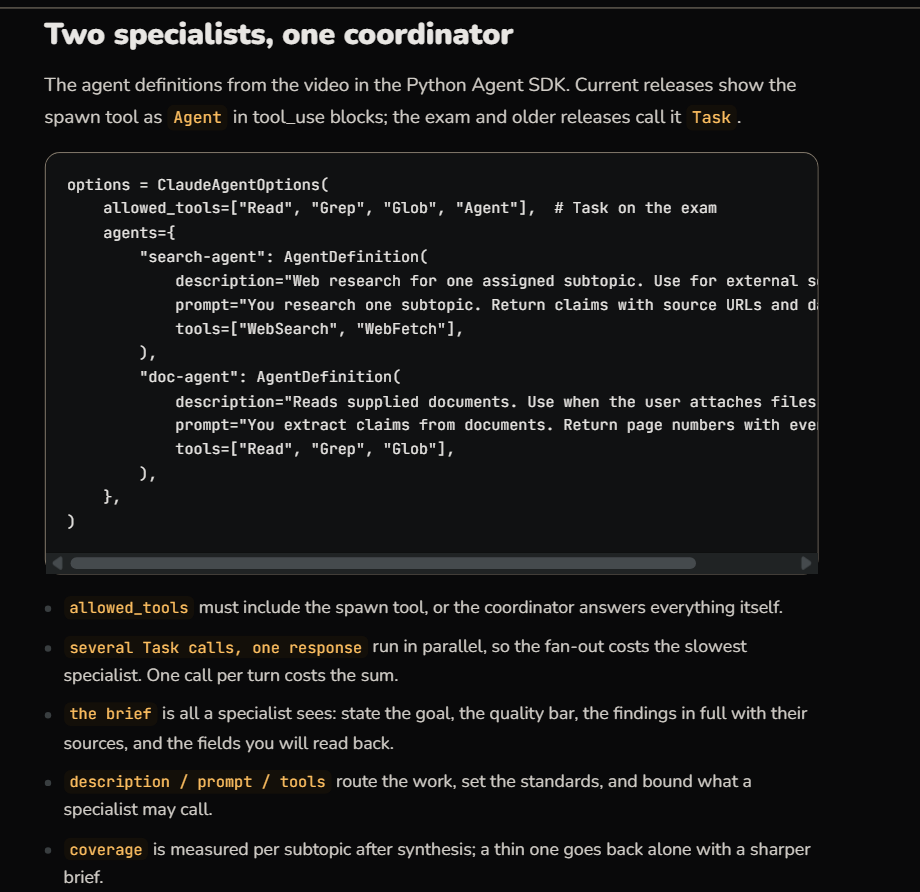 Two specialists, one coordinator
The agent definitions from the video in the Python Agent SDK. Current releases show the
spawn tool as Agent in tool_use blocks; the exam and older releases call it Task.
options = ClaudeAgentOptions(
    allowed_tools=["Read", "Grep", "Glob", "Agent"],  # Task on the exam
    agents={
        "search-agent": AgentDefinition(
            description="Web research for one assigned subtopic. Use for external
            prompt="You research one subtopic. Return claims with source URLs and
            tools=["WebSearch", "WebFetch"],
        ),
        "doc-agent": AgentDefinition(
            description="Reads supplied documents. Use when the user attaches files
            prompt="You extract claims from documents. Return page numbers with
            tools=["Read", "Grep", "Glob"],
        ),
    },
)
allowed_tools must include the spawn tool, or the coordinator answers everything itself.
several Task calls, one response run in parallel, so the fan-out costs the slowest
specialist. One call per turn costs the sum.
the brief is all a specialist sees: state the goal, the quality bar, the findings in full with their
sources, and the fields you will read back.
description / prompt / tools route the work, set the standards, and bound what a
specialist may call.
coverage is measured per subtopic after synthesis; a thin one goes back alone with a sharper
brief.